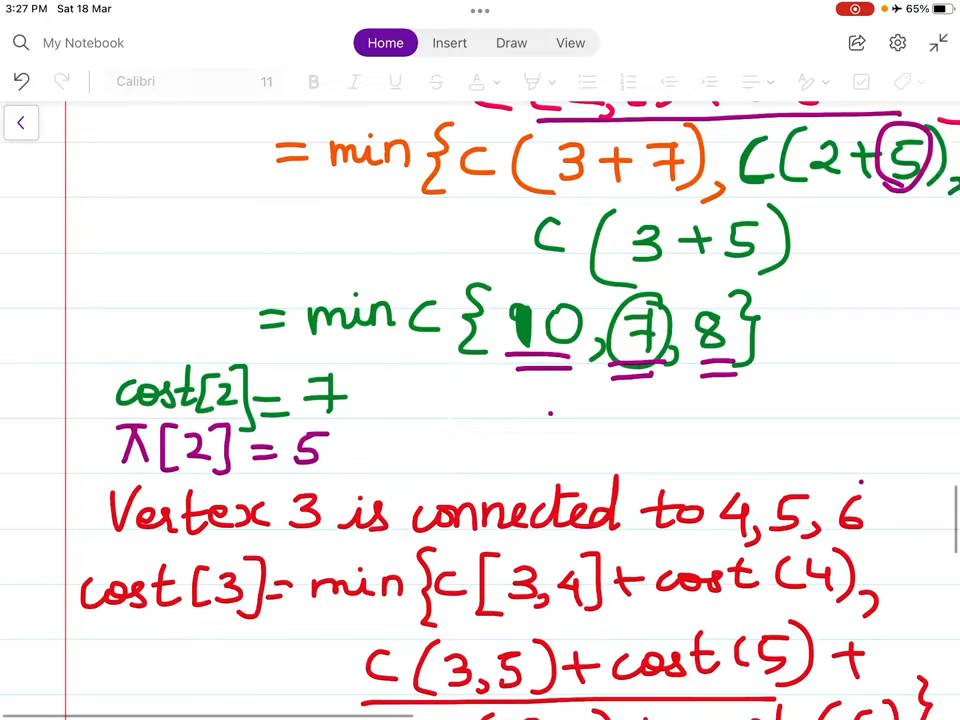 3:27 PM Sat 18 Mar 65%
My Notebook Home Insert Draw View
Calibri 11 B I U S A
= min{C(3+7), C(2+5),
C(3+5)
= min C {10, 7, 8}
cost[2] = 7
π[2] = 5
Vertex 3 is connected to 4, 5, 6
cost[3] = min{C[3,4]+cost(4),
C(3,5)+cost(5)+